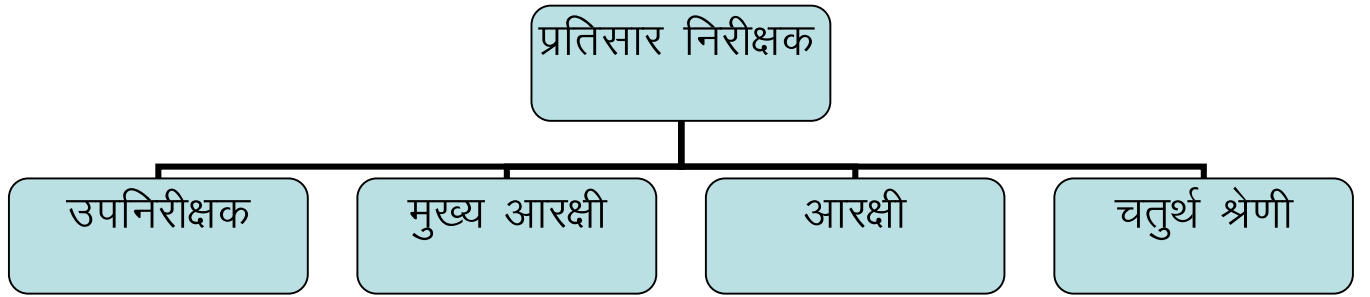 प्रतिसार निरीक्षक
उपनिरीक्षक
मुख्य आरक्षी
आरक्षी
चतुर्थ श्रेणी